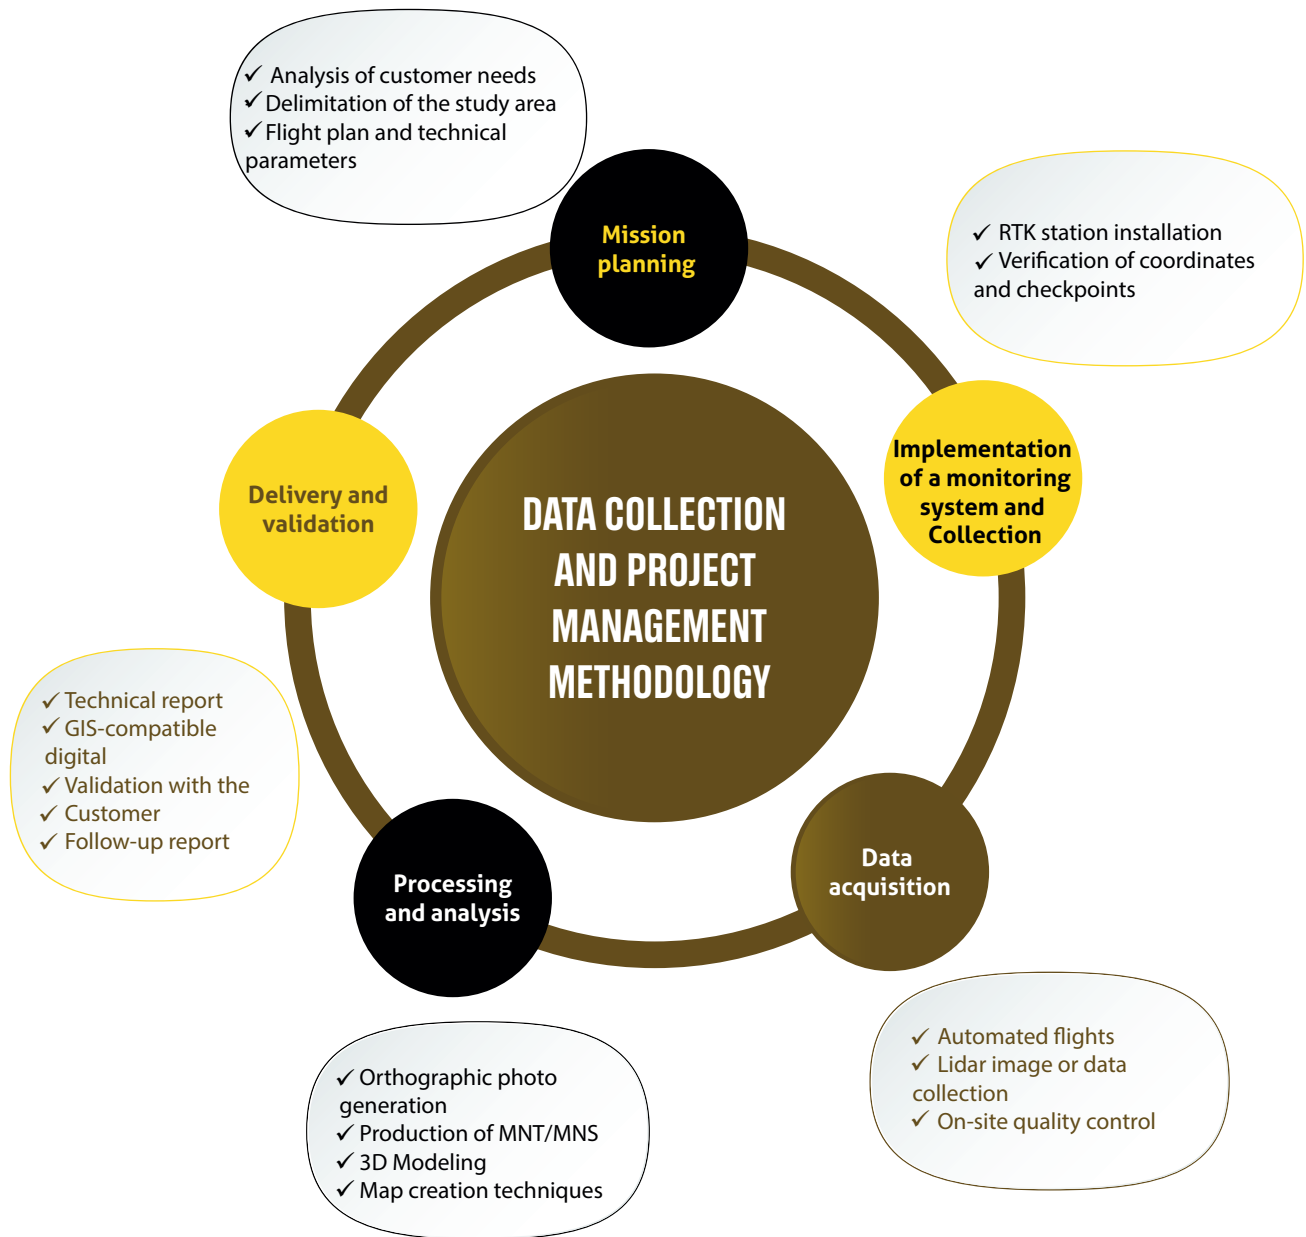 ✓ Analysis of customer needs
✓ Delimitation of the study area
✓ Flight plan and technical
parameters
Mission
planning
✓ RTK station installation
✓ Verification of coordinates
and checkpoints
Implementation
of a monitoring
system and
Collection
DATA COLLECTION
AND PROJECT
MANAGEMENT
METHODOLOGY
Data
acquisition
✓ Automated flights
✓ Lidar image or data
collection
✓ On-site quality control
Processing
and analysis
✓ Orthographic photo
generation
✓ Production of MNT/MNS
✓ 3D Modeling
✓ Map creation techniques
Delivery and
validation
✓ Technical report
✓ GIS-compatible
digital
✓ Validation with the
✓ Customer
✓ Follow-up report